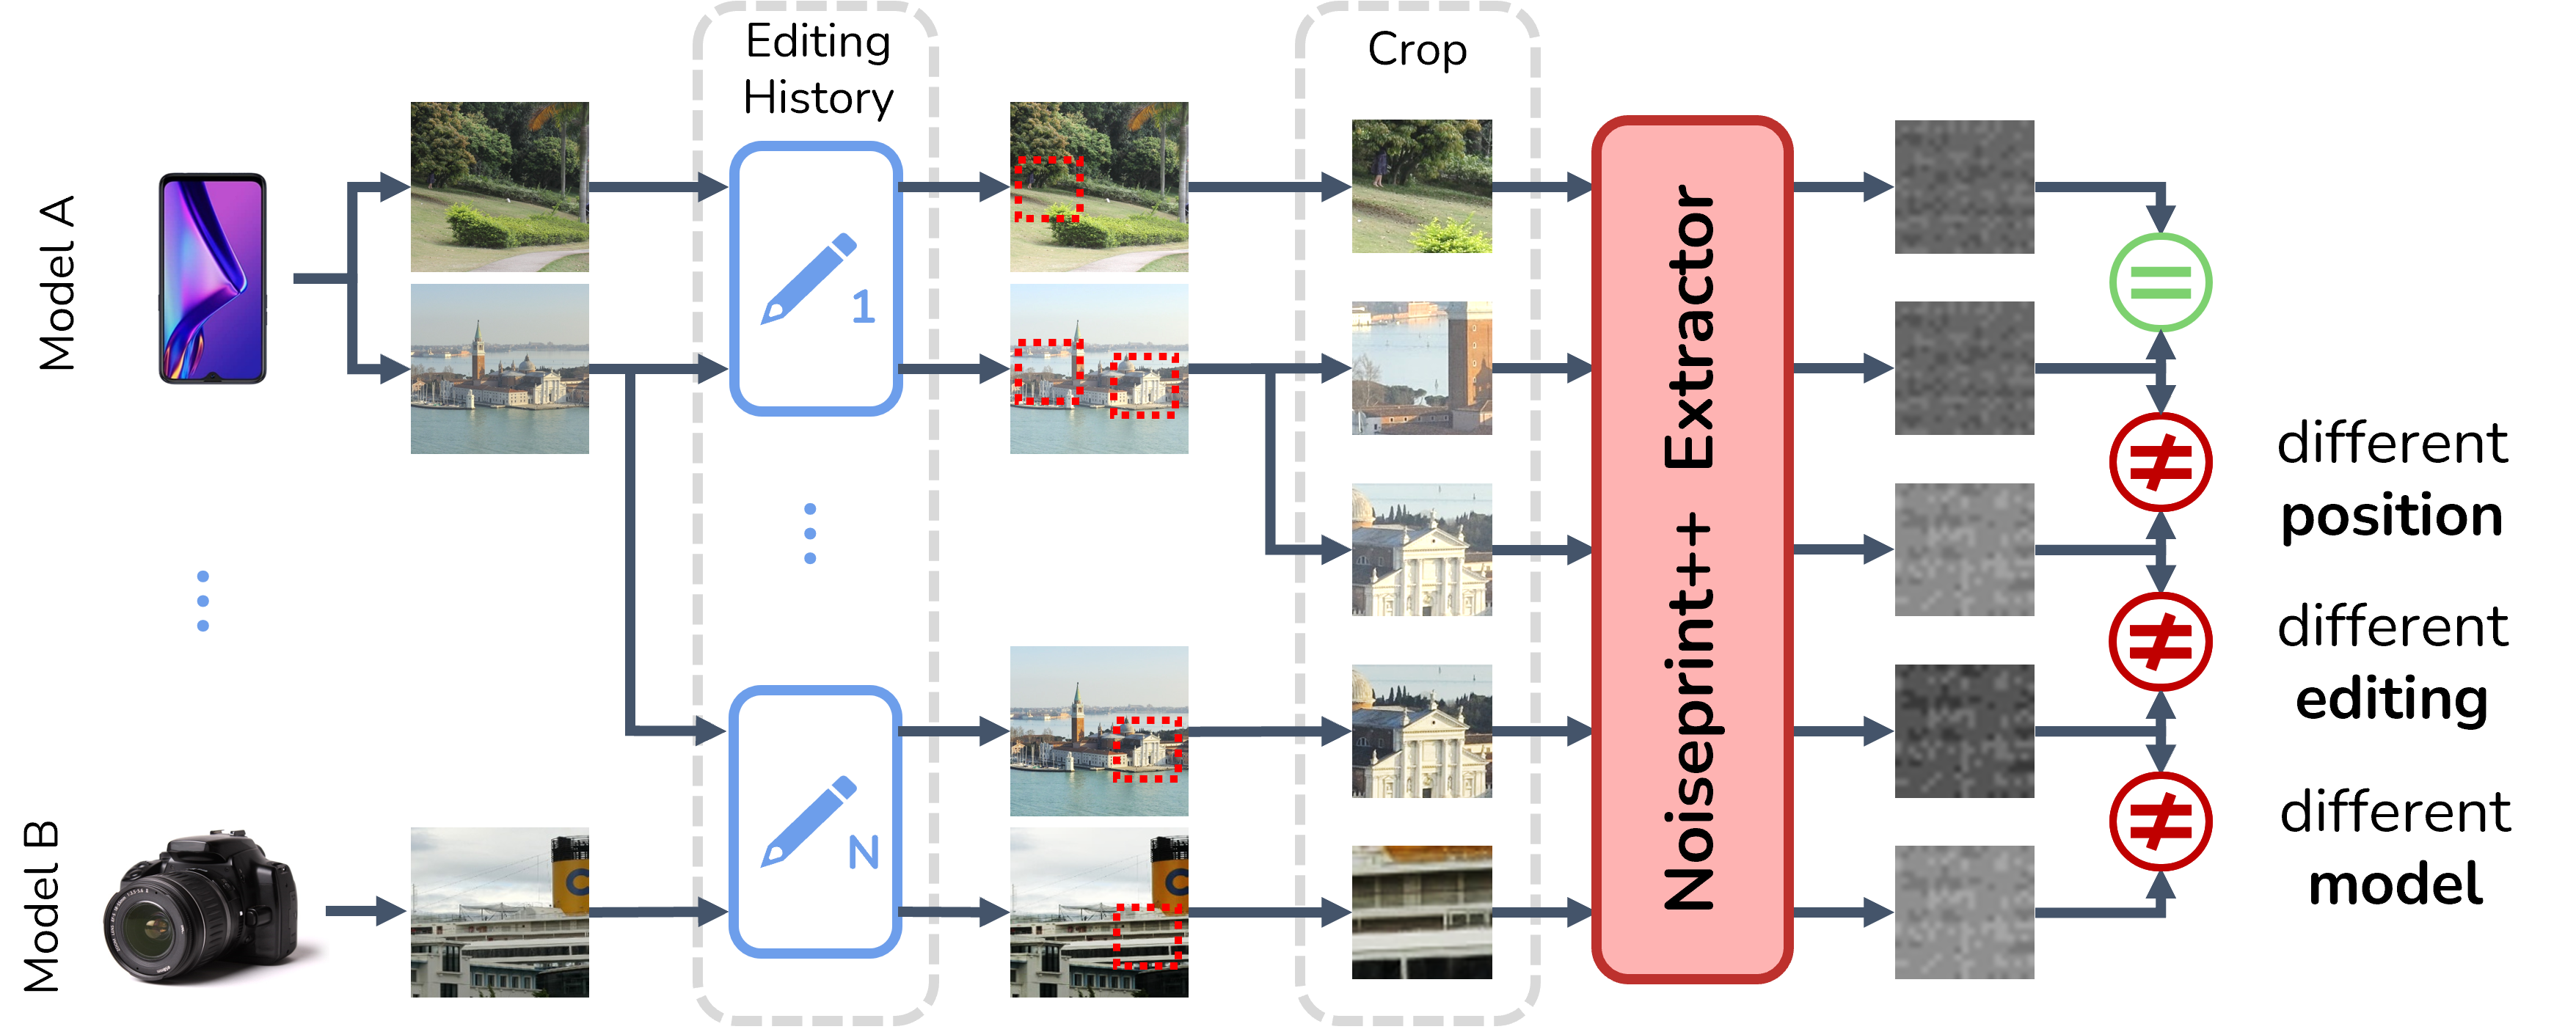 Editing
History
Crop
Model A
1
Noiseprint++ Extractor
different
position
different
editing
N
Model B
different
model